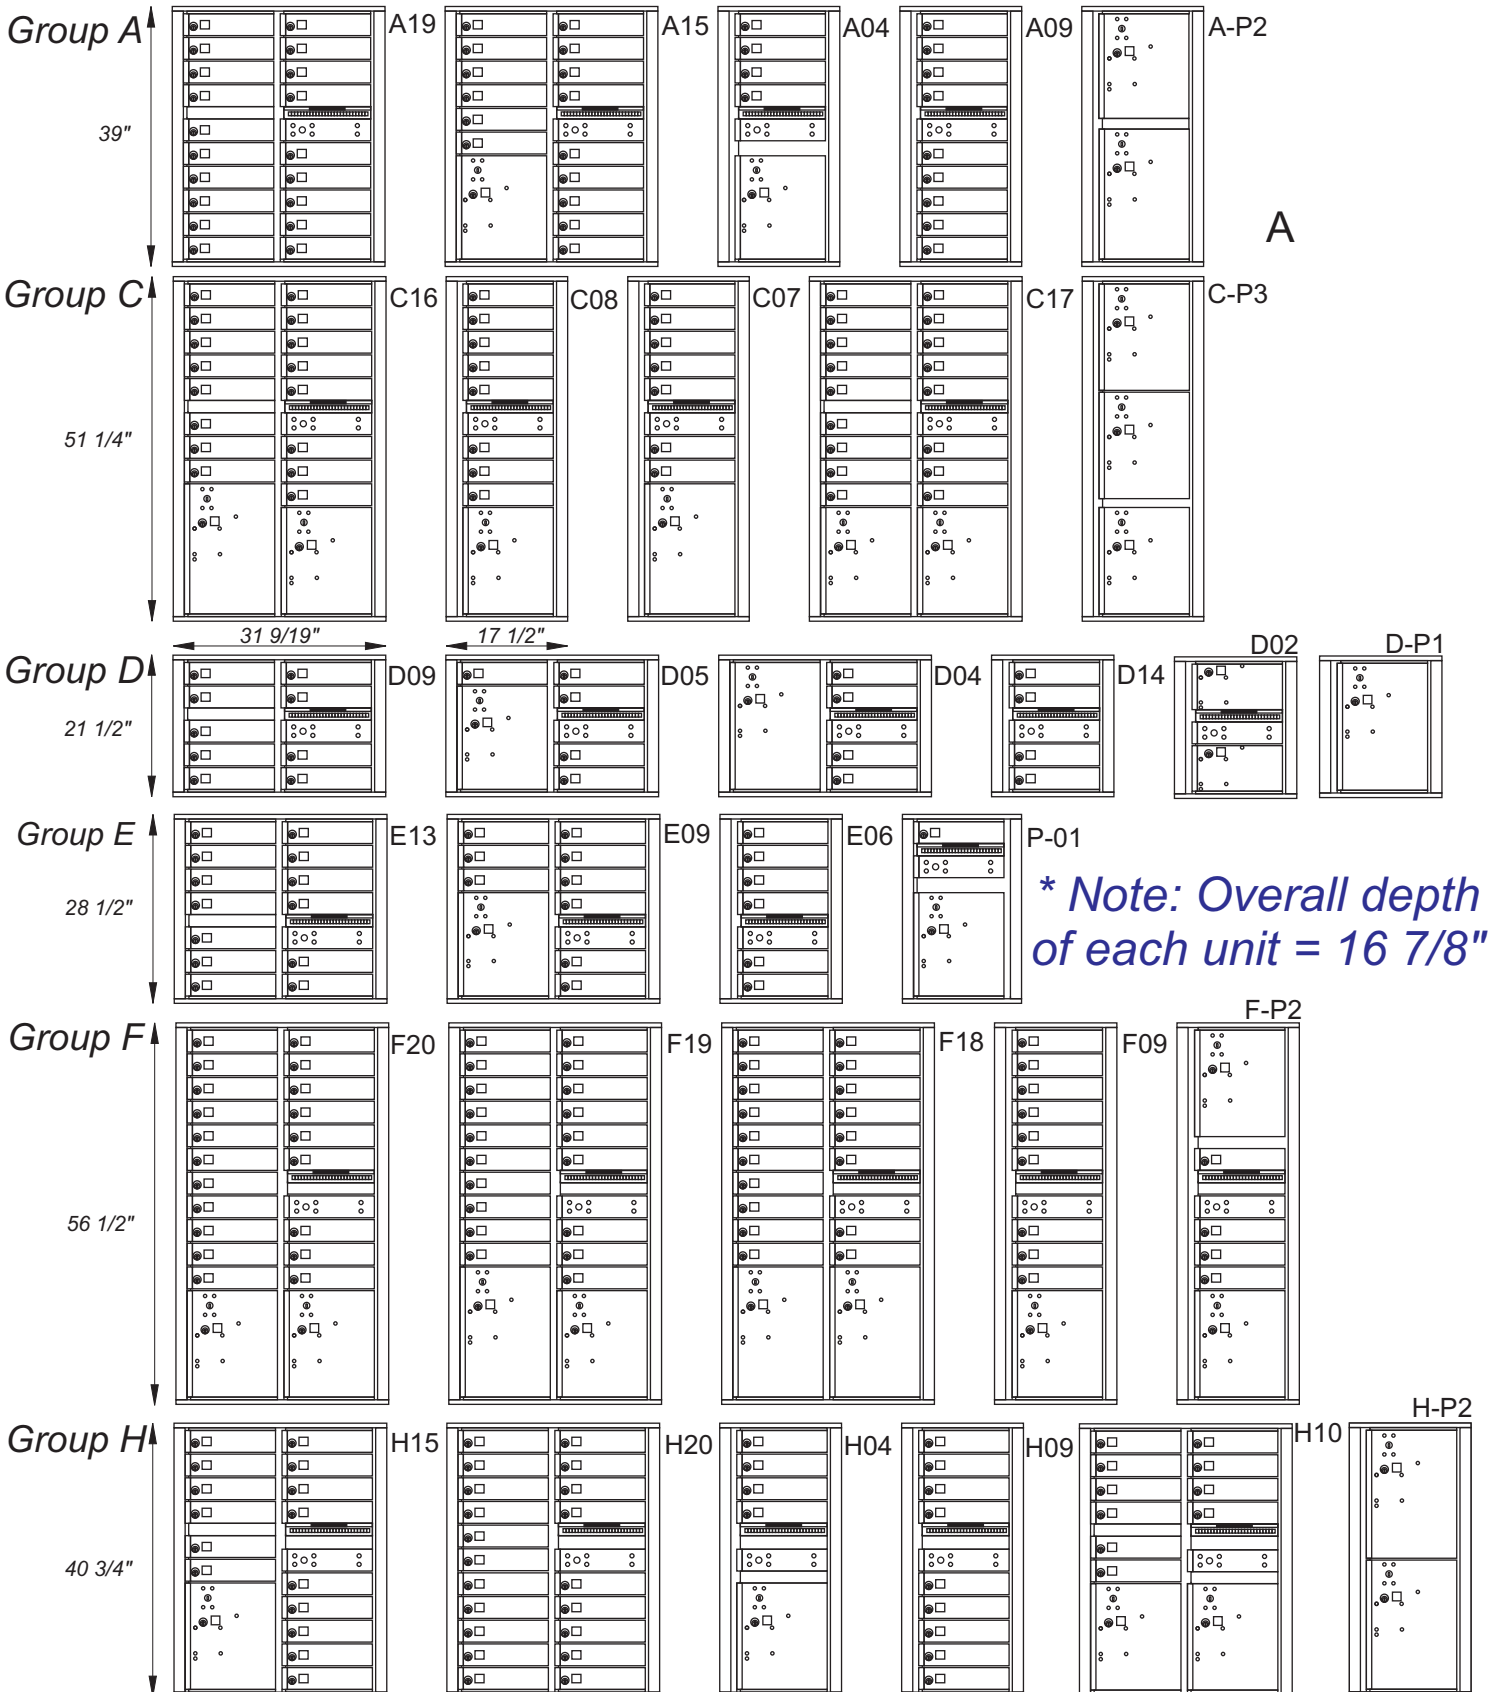 Group A
A19
A15
A04
A09
A-P2
39"
A
Group C
C16
C08
C07
C17
C-P3
51 1/4"
31 9/19"
17 1/2"
D02
D-P1
Group D
D09
D05
D04
D14
21 1/2"
Group E
E13
E09
E06
P-01
28 1/2"
* Note: Overall depth
of each unit = 16 7/8"
F-P2
Group F
F20
F19
F18
F09
56 1/2"
H-P2
Group H
H15
H20
H04
H09
H10
40 3/4"